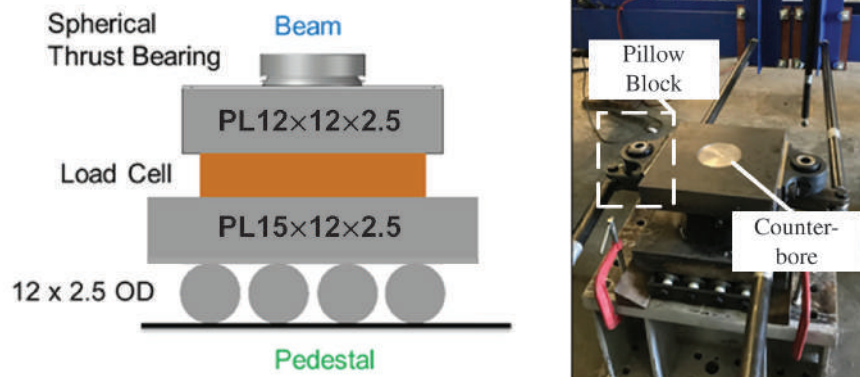 Spherical
Thrust Bearing
Beam
PL12×12×2.5
Load Cell
PL15×12×2.5
12 x 2.5 OD
Pedestal
Pillow
Block
Counter-
bore